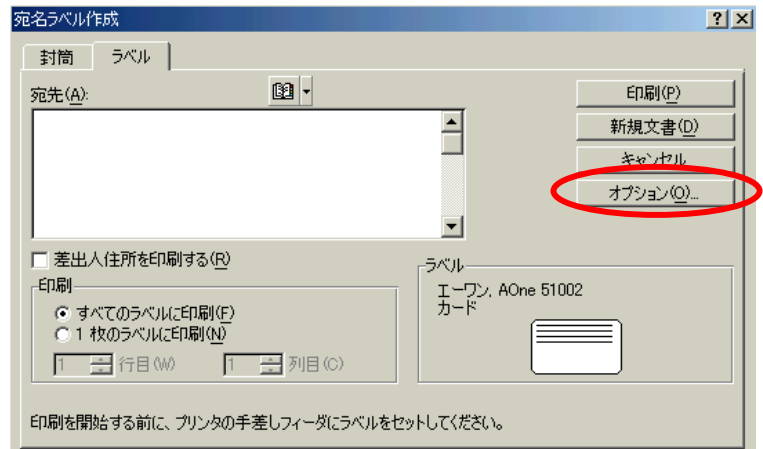 宛名ラベル作成
封筒 ラベル
宛先(A):
印刷(P)
新規文書(D)
キャンセル
オプション(O)...
差出人住所を印刷する(R)
印刷
すべてのラベルに印刷(F)
1 枚のラベルに印刷(N)
1 行目(W) 1 列目(C)
ラベル
エーワン, AOne 51002
カード
印刷を開始する前に、プリンタの手差しフィーダにラベルをセットしてください。